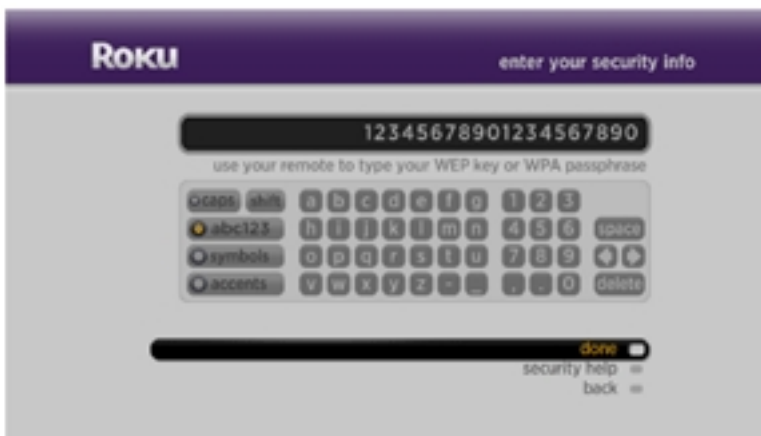 Roku
enter your security info
12345678901234567890
use your remote to type your WEP key or WPA passphrase
caps shift a b c d e f g 1 2 3
abc123 h i j k l m n 4 5 6 space
symbols o p q r s t u 7 8 9
accents v w x y z - _ , . 0 delete
done
security help
back